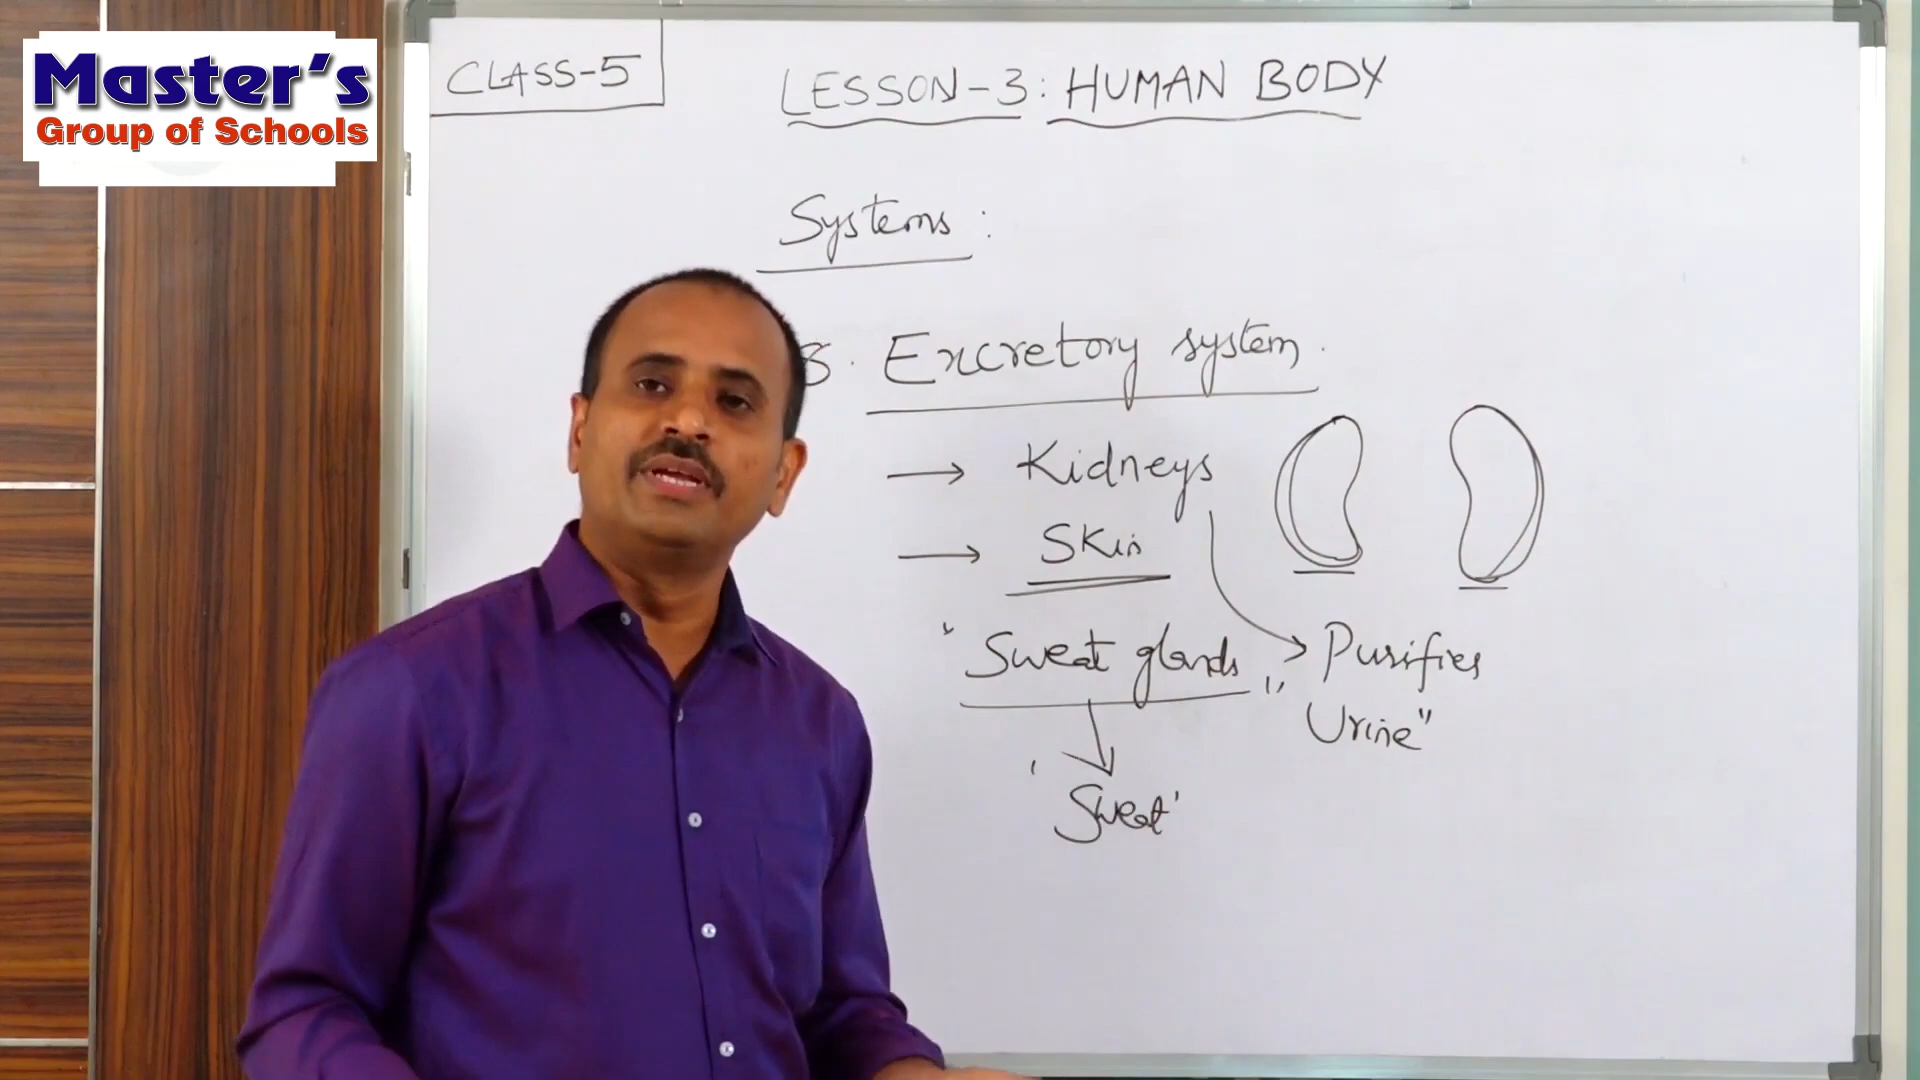 Master's
Group of Schools
CLASS-5
LESSON-3: HUMAN BODY
Systems:
8. Excretory system.
→ Kidneys
→ Skin
"Sweat glands" → Purifies
Urine"
'Sweat'